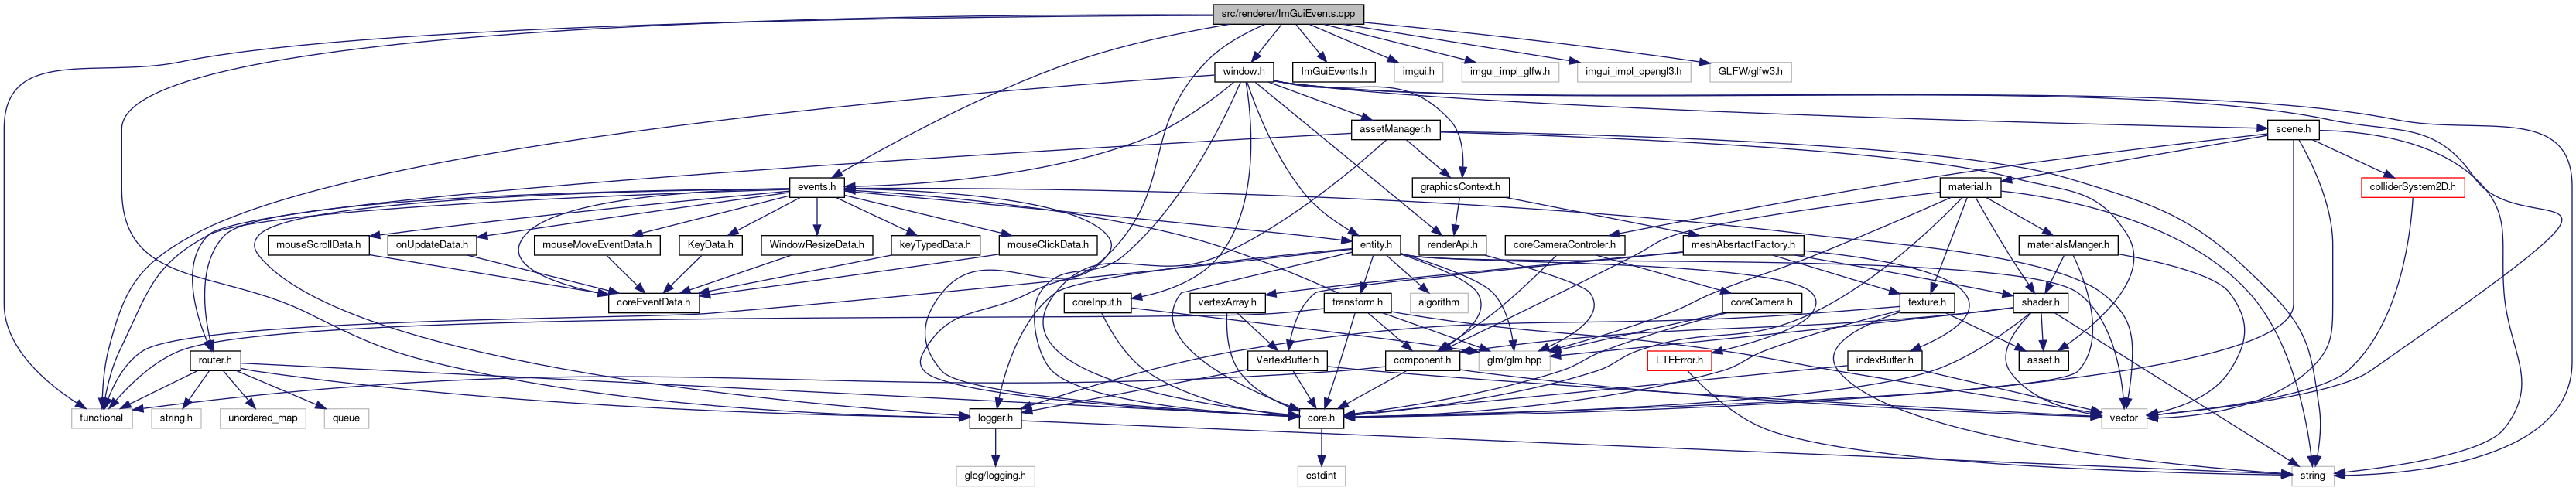 src/renderer/ImGuiEvents.cpp
window.h
ImGuiEvents.h
imgui.h
imgui_impl_glfw.h
imgui_impl_opengl3.h
GLFW/glfw3.h
assetManager.h
scene.h
events.h
graphicsContext.h
material.h
colliderSystem2D.h
mouseScrollData.h
onUpdateData.h
mouseMoveEventData.h
KeyData.h
WindowResizeData.h
keyTypedData.h
mouseClickData.h
entity.h
renderApi.h
coreCameraControler.h
meshAbsrtactFactory.h
materialsManger.h
coreEventData.h
coreInput.h
vertexArray.h
transform.h
algorithm
coreCamera.h
texture.h
shader.h
router.h
VertexBuffer.h
component.h
glm/glm.hpp
LTEError.h
indexBuffer.h
asset.h
functional
string.h
unordered_map
queue
logger.h
core.h
vector
glog/logging.h
cstdint
string